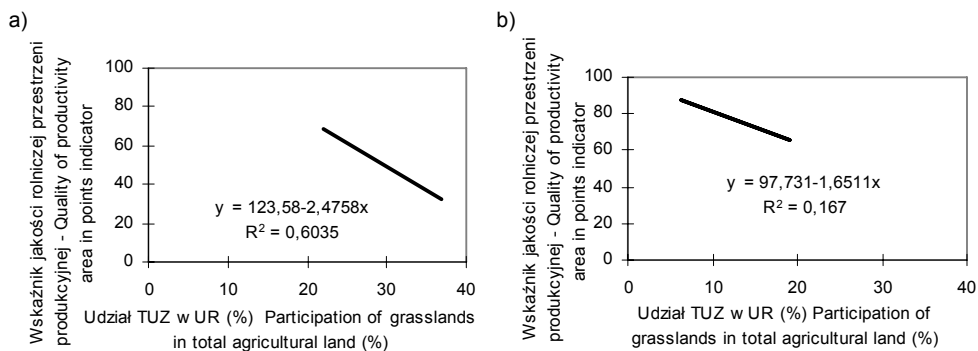 a)
Wskaźnik jakości rolniczej przestrzeni
produkcyjnej - Quality of productivity
area in points indicator
100
80
60
40
20
0
y = 123,58-2,4758x
R² = 0,6035
0 10 20 30 40
Udział TUZ w UR (%) Participation of grasslands
in total agricultural land (%)
b)
Wskaźnik jakości rolniczej przestrzeni
produkcyjnej - Quality of productivity
area in points indicator
100
80
60
40
20
0
y = 97,731-1,6511x
R² = 0,167
0 10 20 30 40
Udział TUZ w UR (%) Participation of
grasslands in total agricultural land (%)